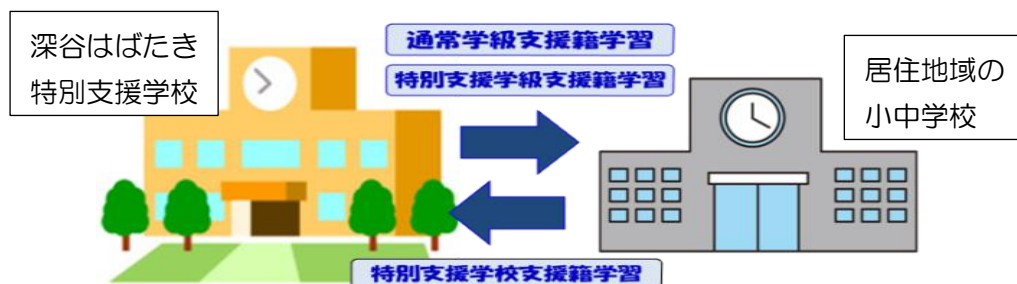 深谷はばたき
特別支援学校
通常学級支援籍学習
特別支援学級支援籍学習
居住地域の
小中学校
特別支援学校支援籍学習